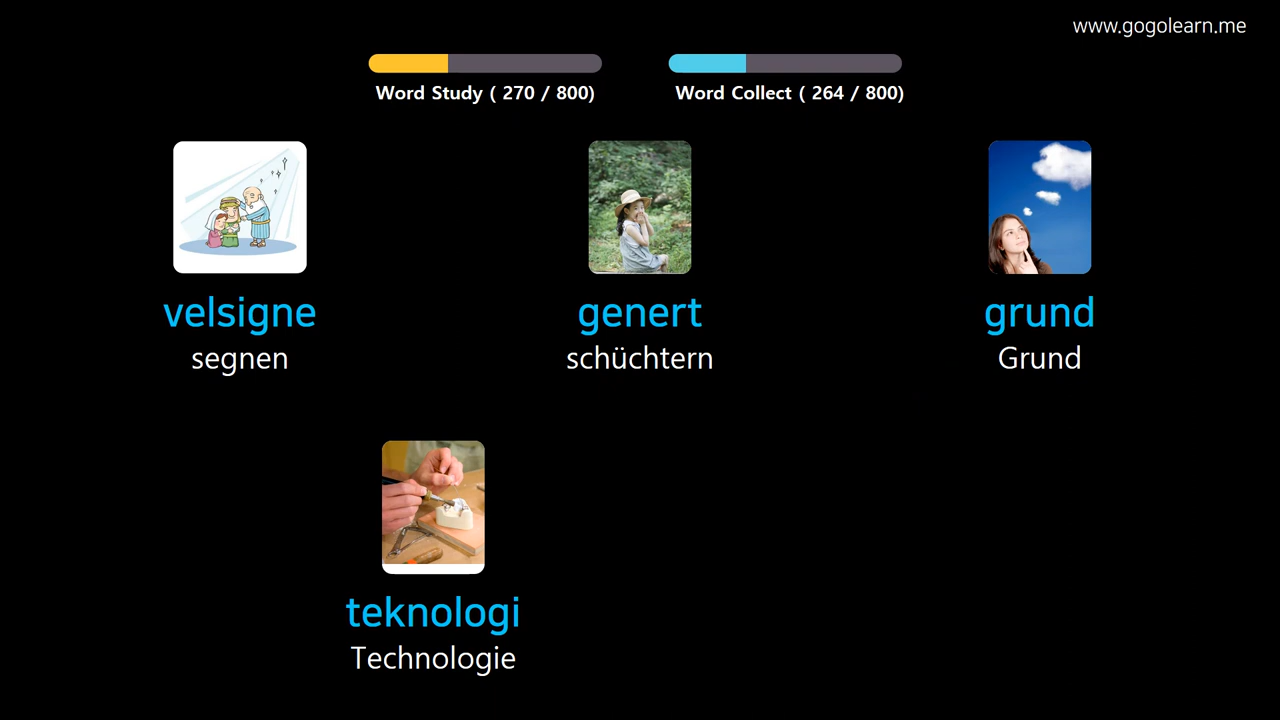 www.gogolearn.me
Word Study ( 270 / 800)
Word Collect ( 264 / 800)
velsigne
segnen
genert
schüchtern
grund
Grund
teknologi
Technologie